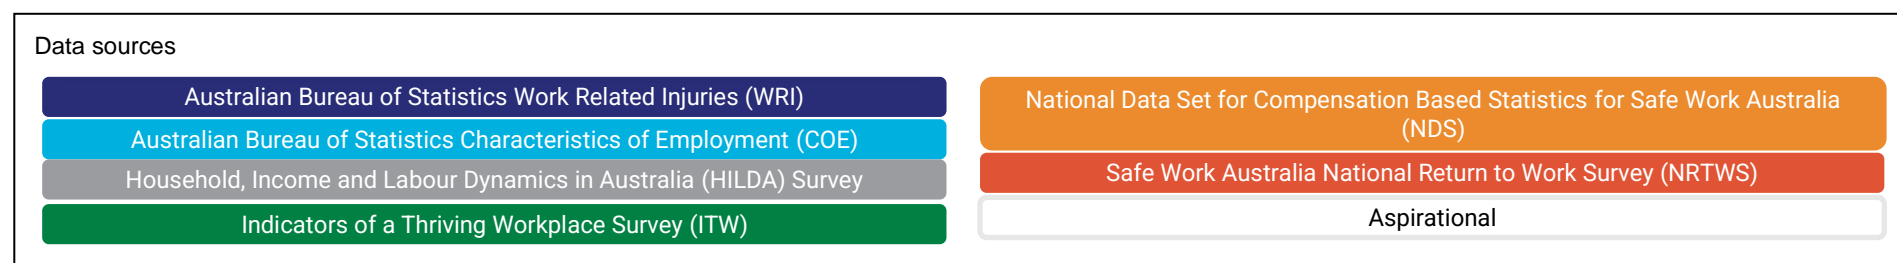 Data sources
Australian Bureau of Statistics Work Related Injuries (WRI)
Australian Bureau of Statistics Characteristics of Employment (COE)
Household, Income and Labour Dynamics in Australia (HILDA) Survey
Indicators of a Thriving Workplace Survey (ITW)
National Data Set for Compensation Based Statistics for Safe Work Australia
(NDS)
Safe Work Australia National Return to Work Survey (NRTWS)
Aspirational